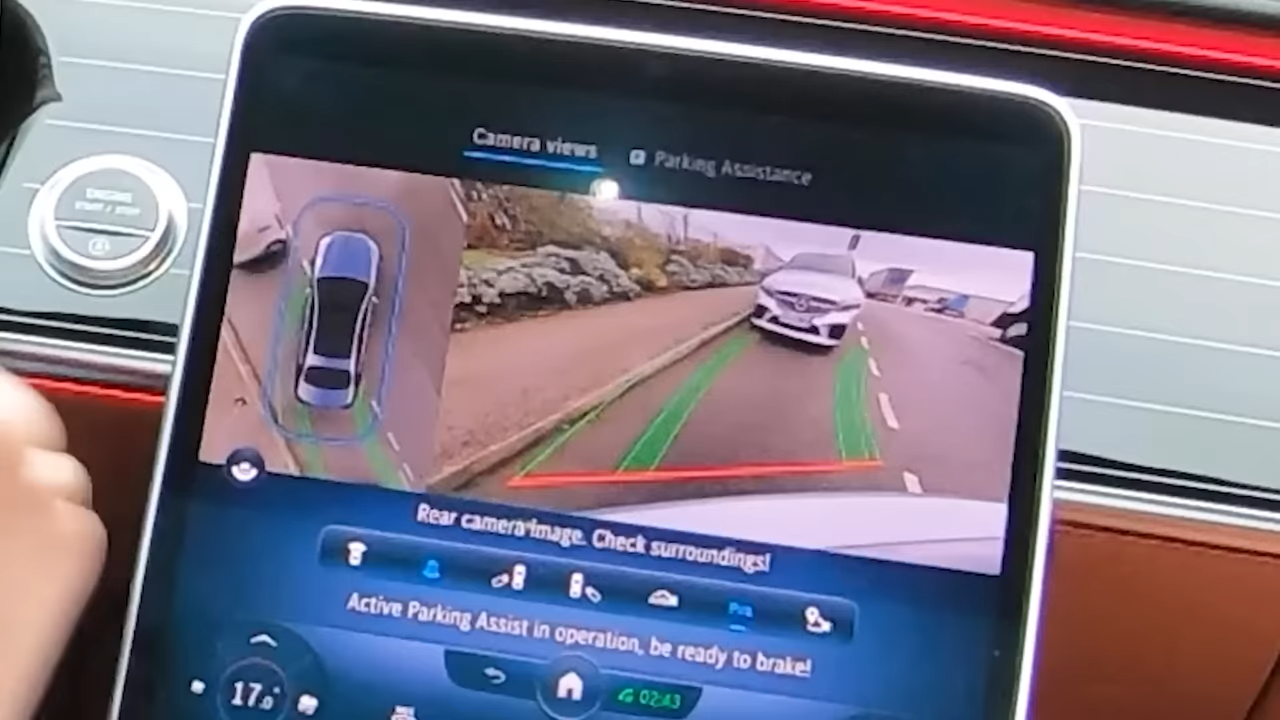 Camera views
P Parking Assistance
ENGINE
START / STOP
Rear camera image. Check surroundings!
Active Parking Assist in operation, be ready to brake!
17.0°
02:43